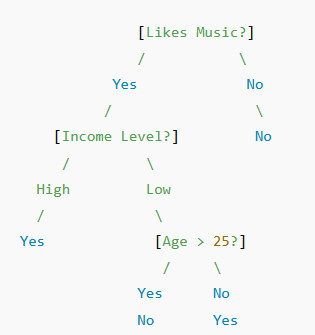 [Likes Music?]
/ \
Yes No
/ \
[Income Level?] No
/ \
High Low
/ \
Yes [Age > 25?]
/ \
Yes No
No Yes